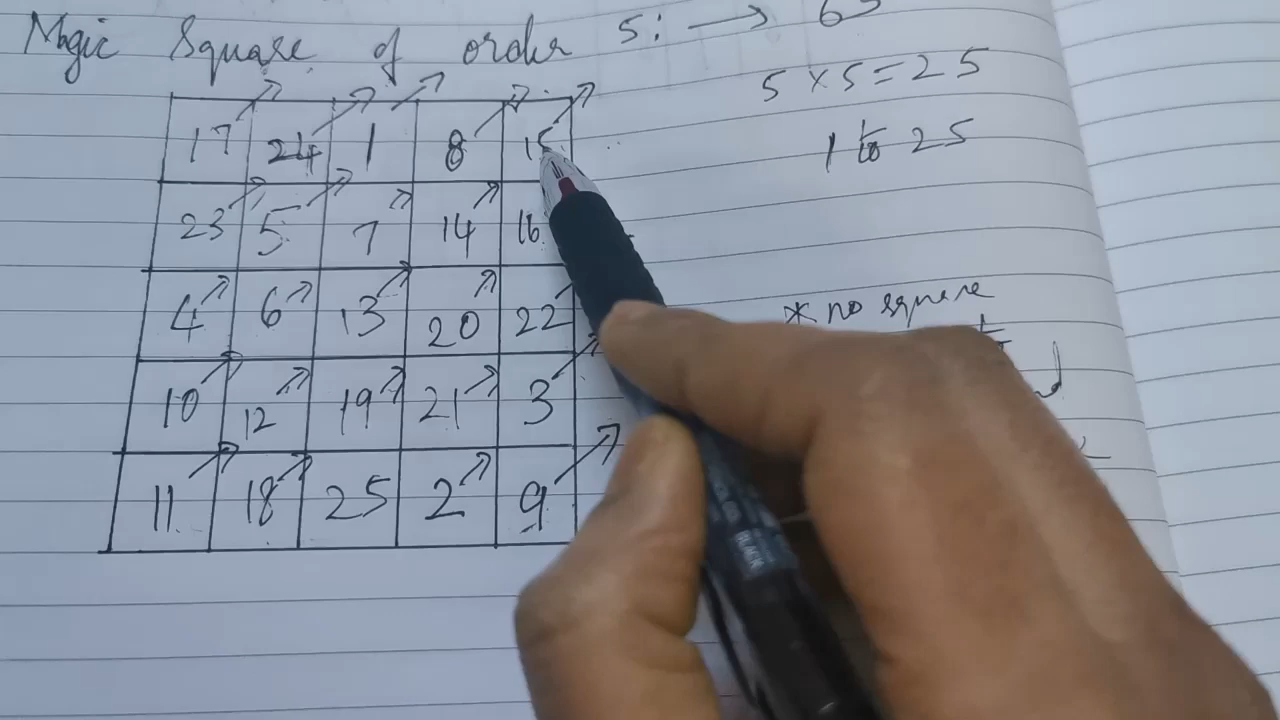 Magic Square of order 5: → 65
5 × 5 = 25
1 to 25
17 24 1 8 15
23 5 7 14 16
4 6 13 20 22
10 12 19 21 3
11 18 25 2 9
* no square
BLACK